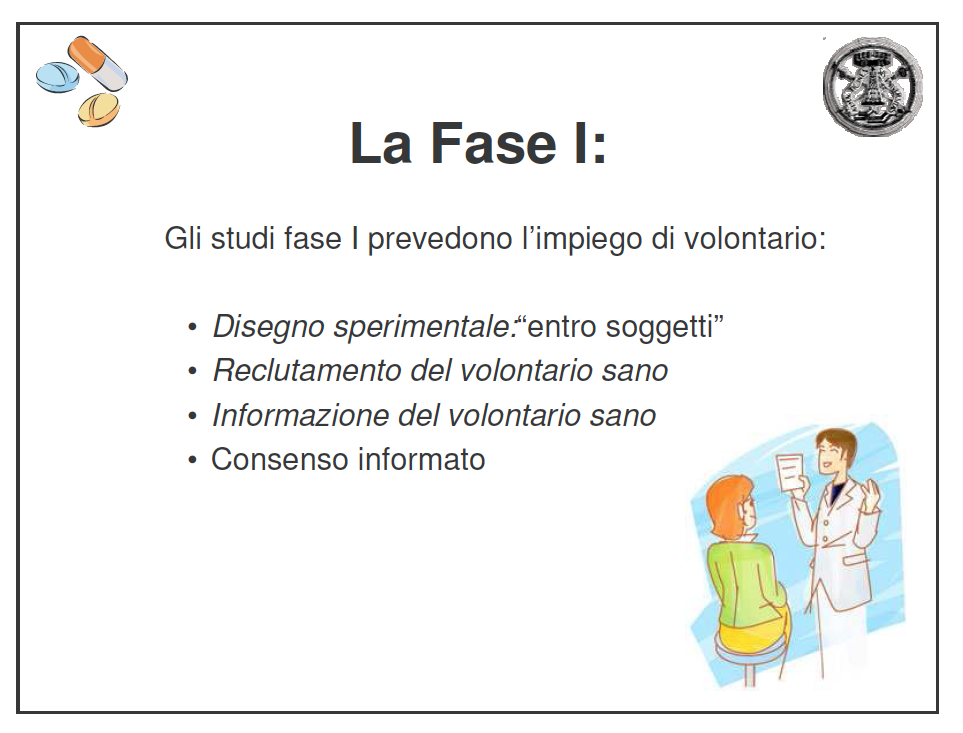 La Fase I:
Gli studi fase I prevedono l’impiego di volontario:
• Disegno sperimentale:“entro soggetti”
• Reclutamento del volontario sano
• Informazione del volontario sano
• Consenso informato